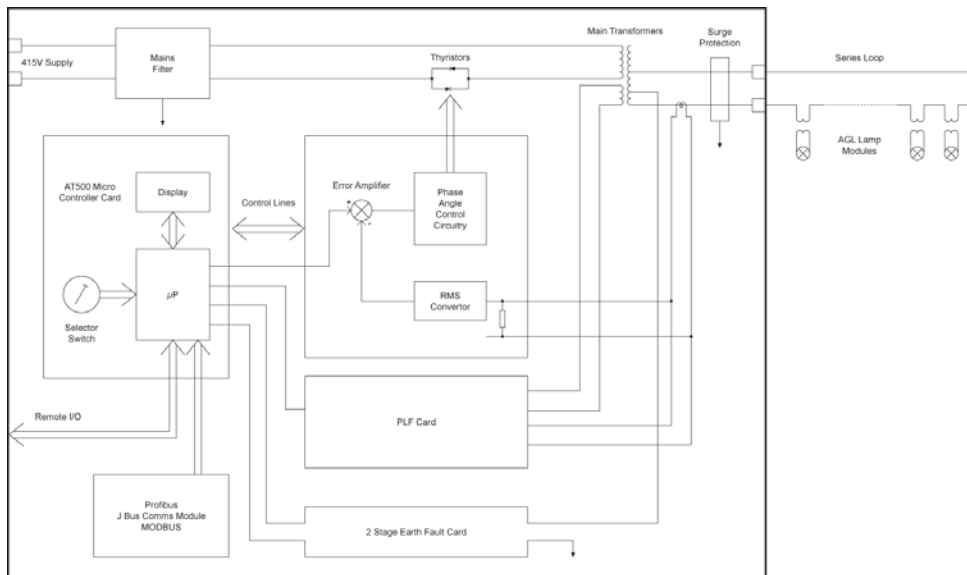 Main Transformers
Surge
Protection
415V Supply
Mains
Filter
Thyristors
Series Loop
AGL Lamp
Modules
AT500 Micro
Controller Card
Display
Control Lines
Error Amplifier
+
-
Phase
Angle
Control
Circuitry
µP
RMS
Convertor
Selector
Switch
Remote I/O
PLF Card
Profibus
J Bus Comms Module
MODBUS
2 Stage Earth Fault Card